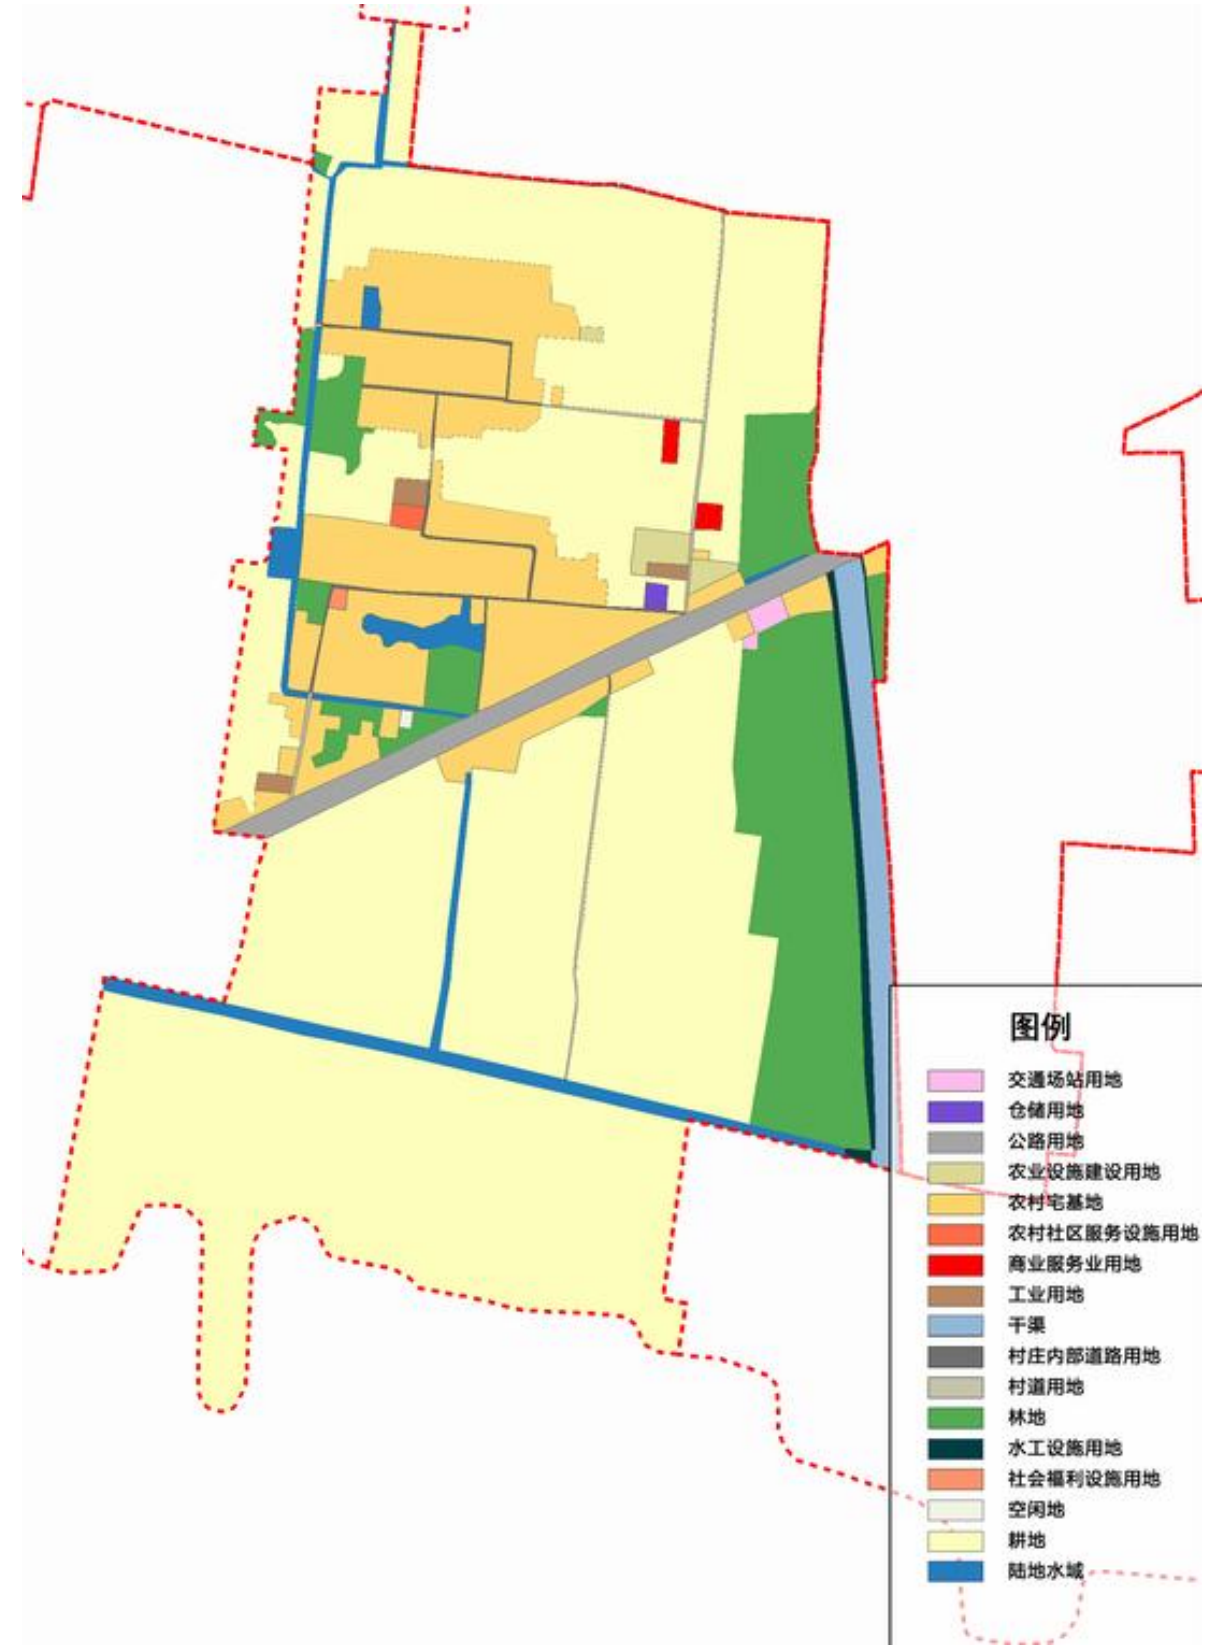 图例
交通场站用地
仓储用地
公路用地
农业设施建设用地
农村宅基地
农村社区服务设施用地
商业服务业用地
工业用地
干渠
村庄内部道路用地
村道用地
林地
水工设施用地
社会福利设施用地
空闲地
耕地
陆地水域